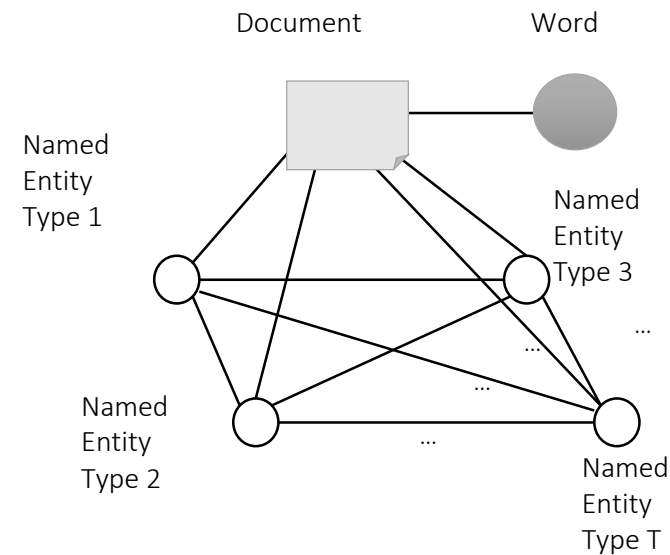 Document
Word
Named
Entity
Type 1
Named
Entity
Type 3
...
...
...
Named
Entity
Type 2
...
Named
Entity
Type T